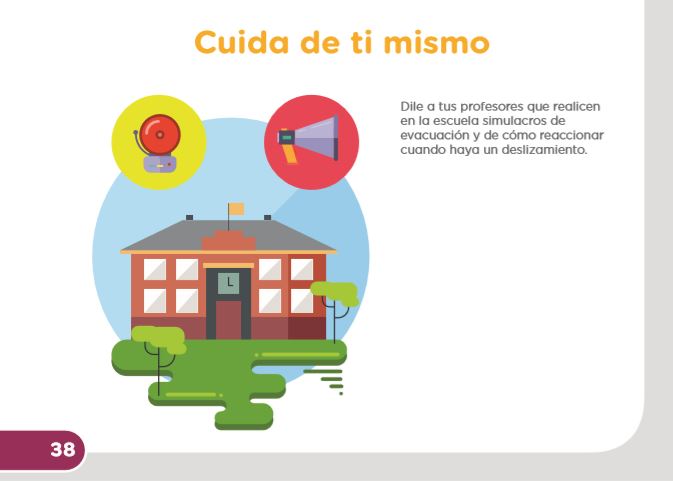 Cuida de ti mismo
Dile a tus profesores que realicen
en la escuela simulacros de
evacuación y de cómo reaccionar
cuando haya un deslizamiento.
38